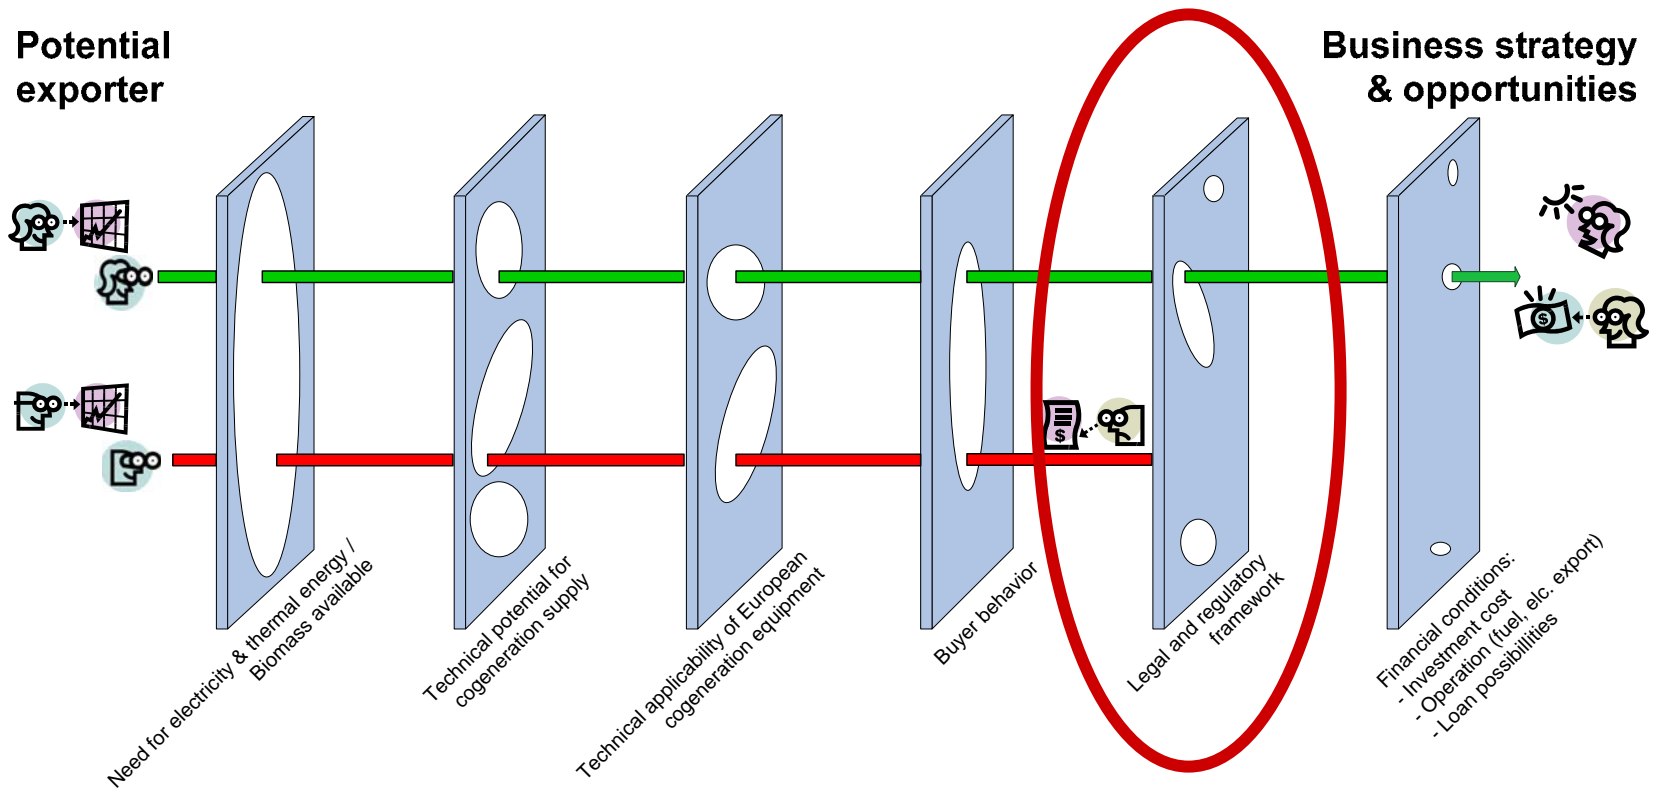 Potential
exporter
Business strategy
& opportunities
$
$
Need for electricity & thermal energy /
Biomass available
Technical potential for
cogeneration supply
Technical applicability of European
cogeneration equipment
Buyer behavior
Legal and regulatory
framework
Financial conditions:
- Investment cost
- Operation (fuel, elc. export)
- Loan possibillities